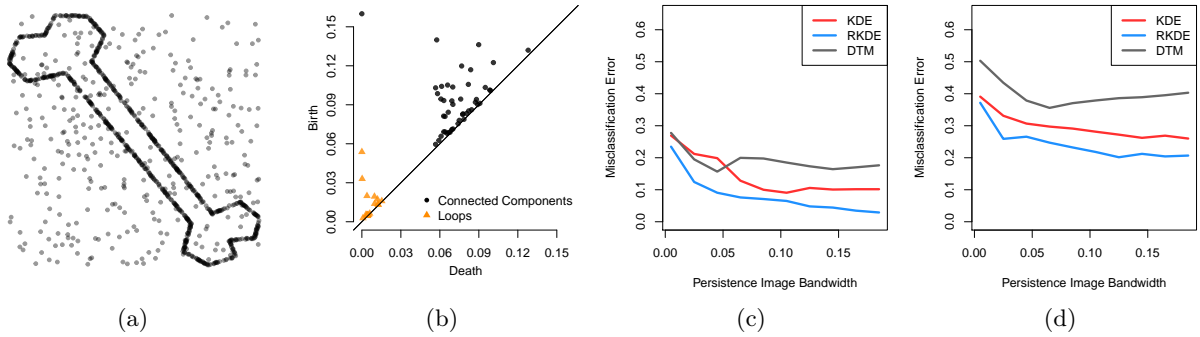 0.00 0.03 0.06 0.09 0.12 0.15
Birth
0.00 0.03 0.06 0.09 0.12 0.15
Death
Connected Components
Loops
0.0 0.1 0.2 0.3 0.4 0.5 0.6
Misclassification Error
0.00 0.05 0.10 0.15
Persistence Image Bandwidth
KDE
RKDE
DTM
0.0 0.1 0.2 0.3 0.4 0.5 0.6
Misclassification Error
0.00 0.05 0.10 0.15
Persistence Image Bandwidth
KDE
RKDE
DTM
(a) (b) (c) (d)